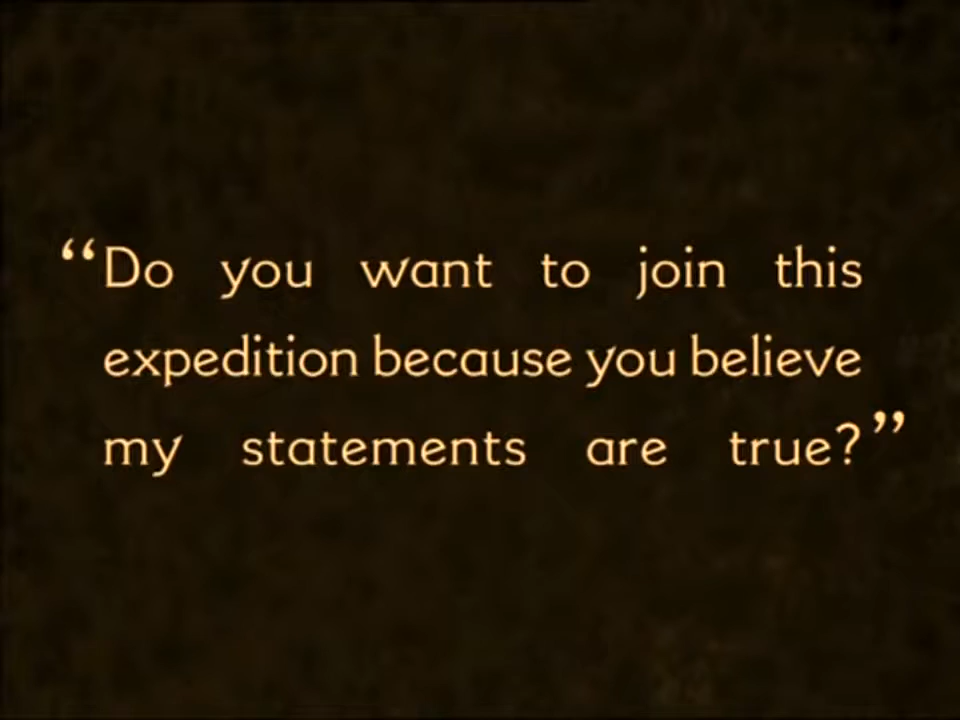 “Do you want to join this
expedition because you believe
my statements are true?”